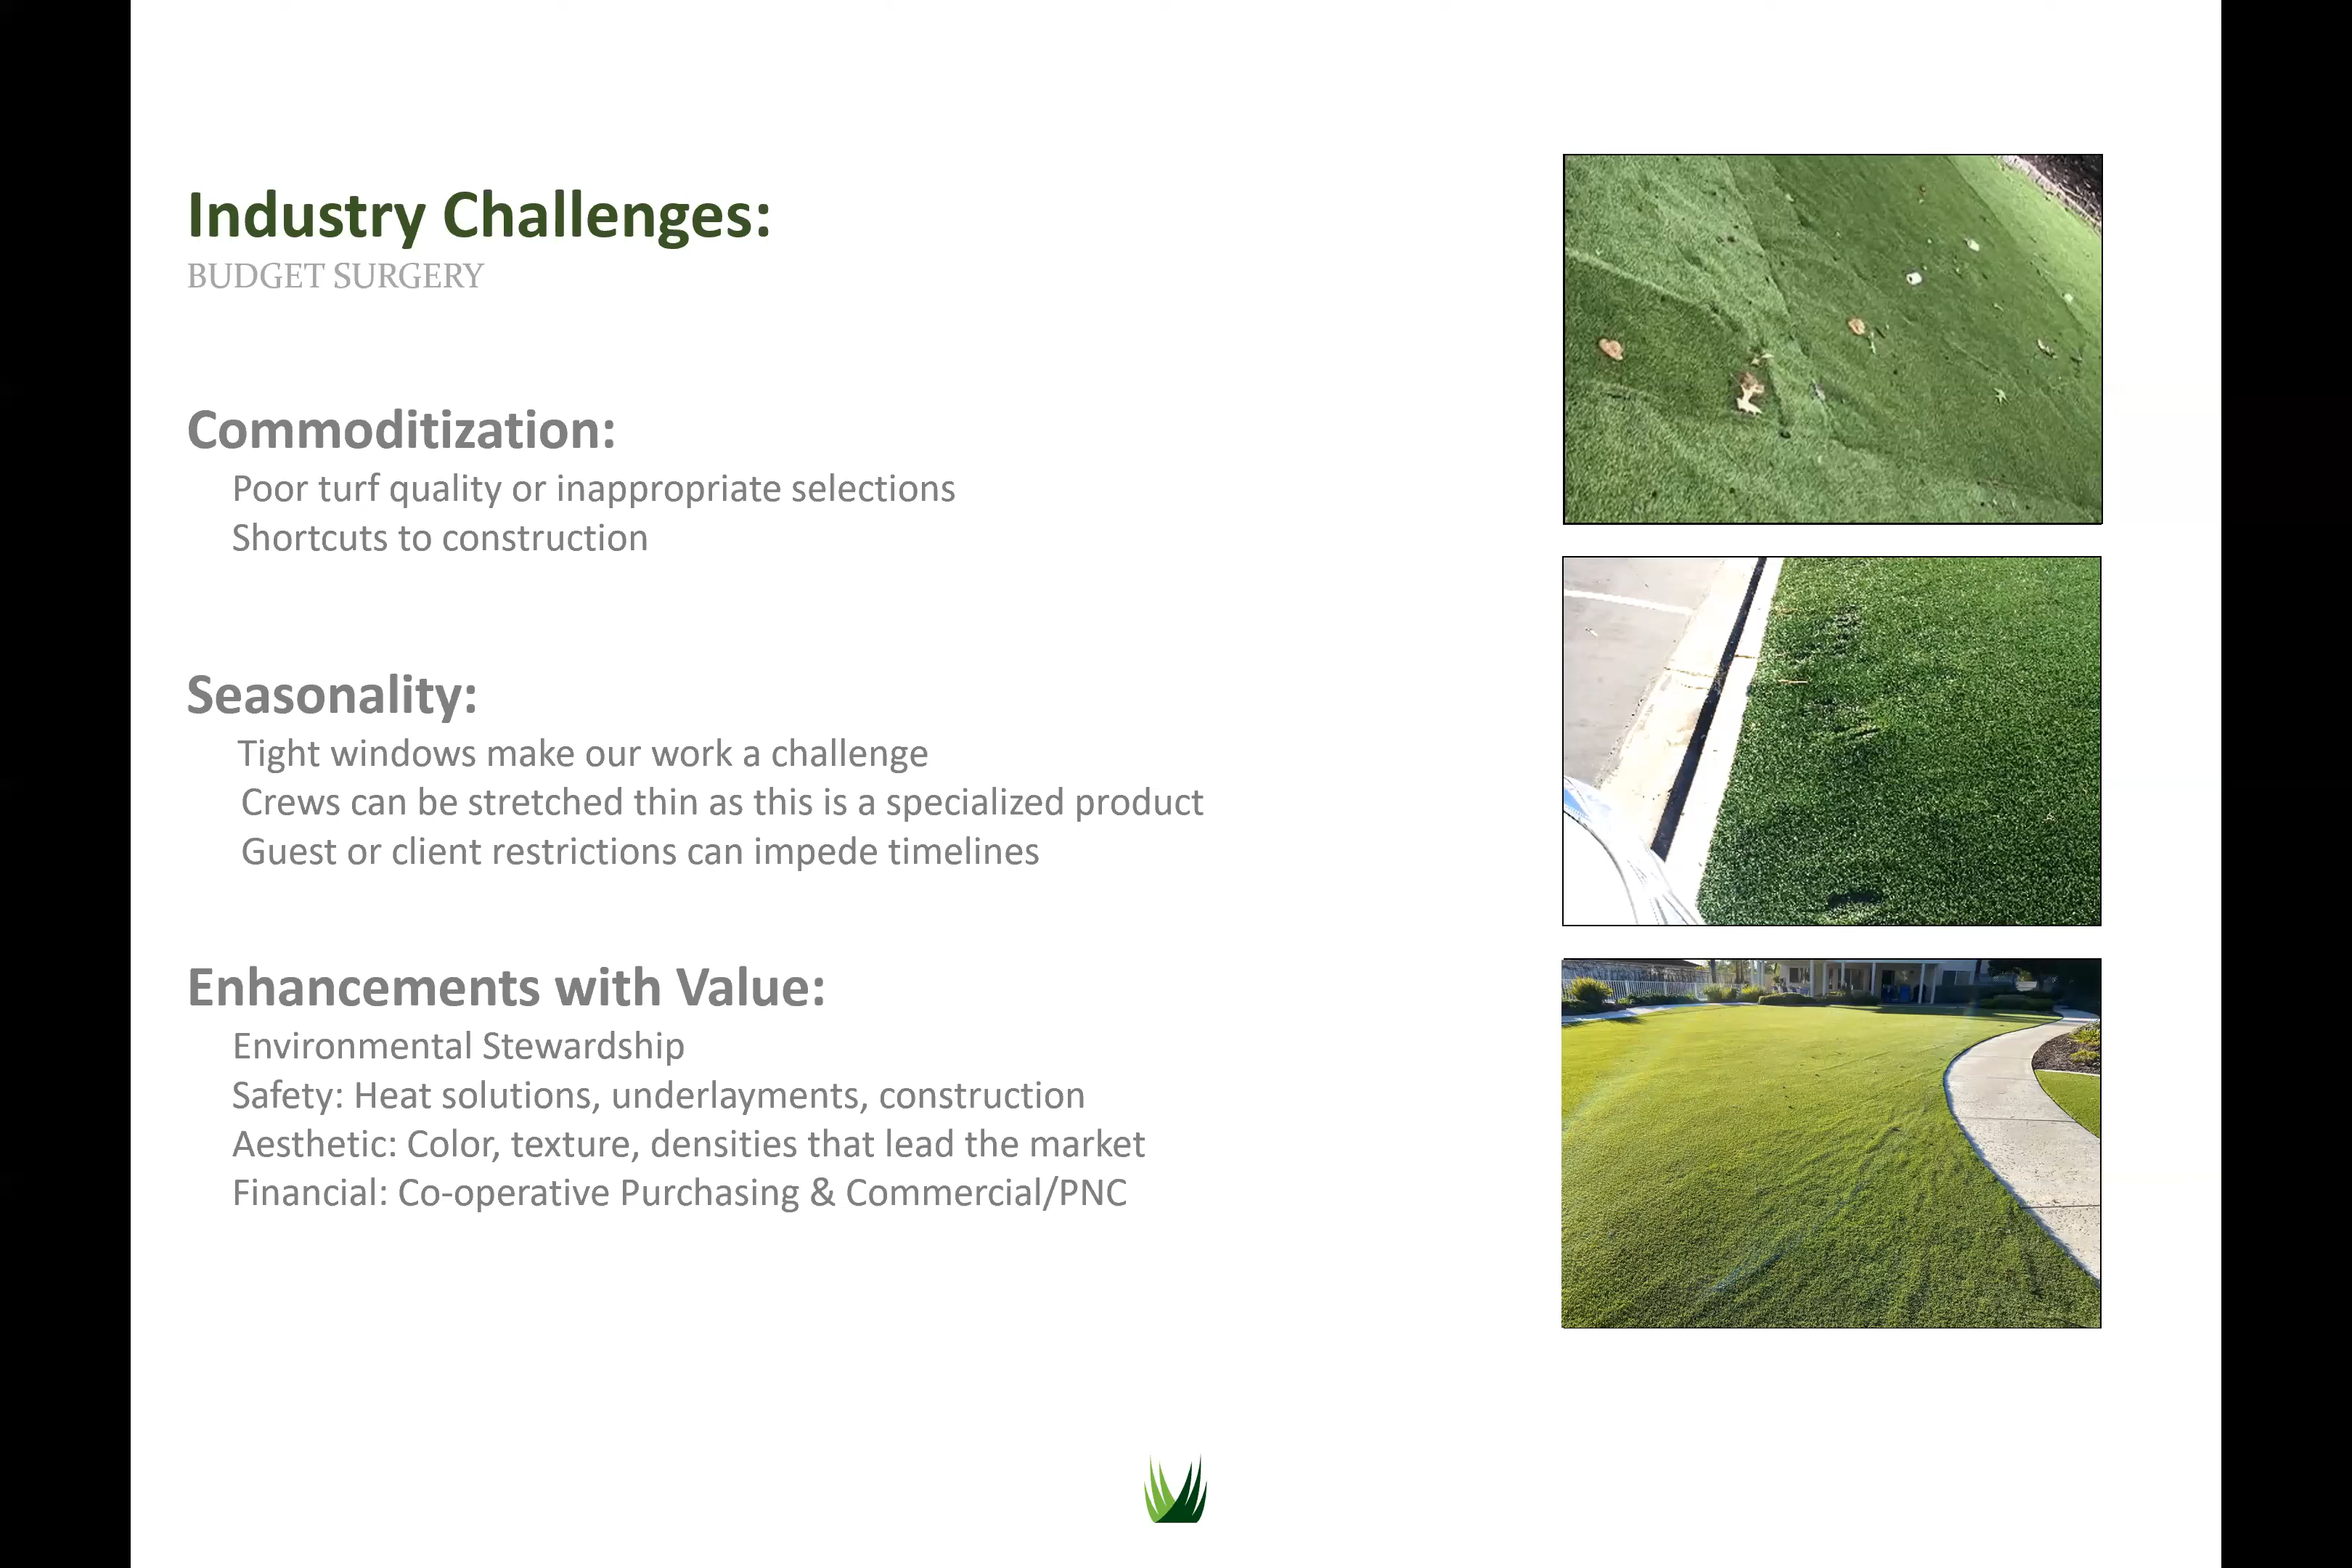 Industry Challenges:
BUDGET SURGERY
Commoditization:
Poor turf quality or inappropriate selections
Shortcuts to construction
Seasonality:
Tight windows make our work a challenge
Crews can be stretched thin as this is a specialized product
Guest or client restrictions can impede timelines
Enhancements with Value:
Environmental Stewardship
Safety: Heat solutions, underlayments, construction
Aesthetic: Color, texture, densities that lead the market
Financial: Co-operative Purchasing & Commercial/PNC